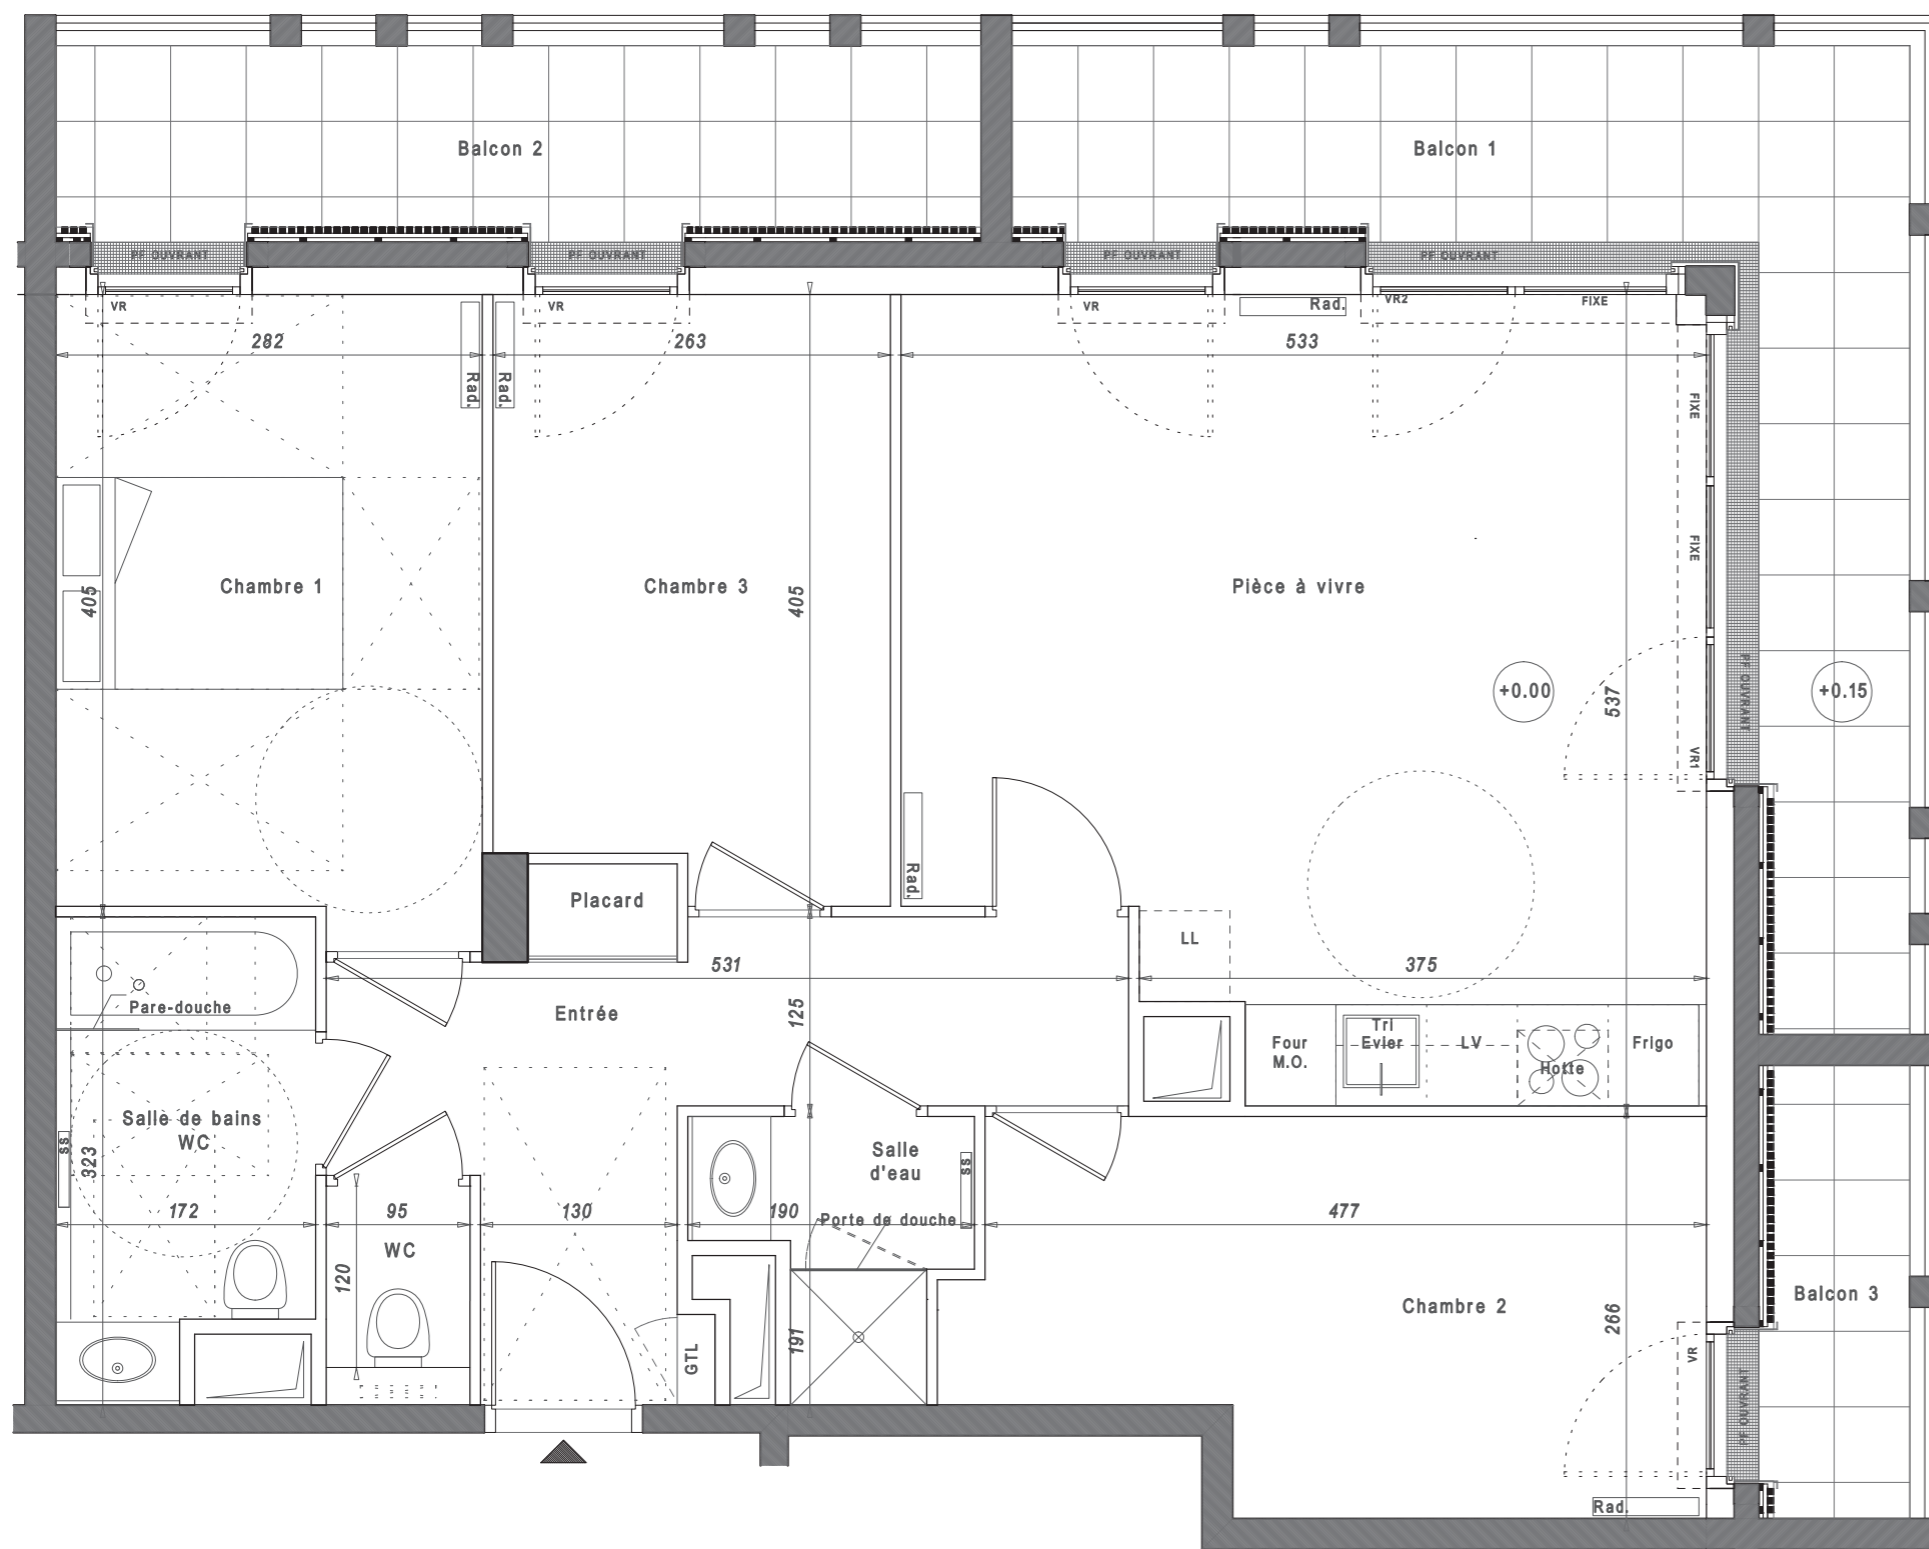 Balcon 2
Balcon 1
PF OUVRANT
PF OUVRANT
PF OUVRANT
PF OUVRANT
VR
VR
VR
Rad.
VR2
FIXE
282
263
533
Rad.
Rad.
FIXE
FIXE
405
Chambre 1
Chambre 3
405
Pièce à vivre
+0.00
537
PF OUVRANT
+0.15
VR1
Rad.
Placard
LL
531
375
Pare-douche
Entrée
125
Four
M.O.
Tri
Evier
LV
Hotte
Frigo
Salle de bains
WC
SS
323
Salle
d'eau
SS
172
95
130
190
Porte de douche
477
WC
120
Chambre 2
266
Balcon 3
191
GTL
VR
PF OUVRANT
Rad.